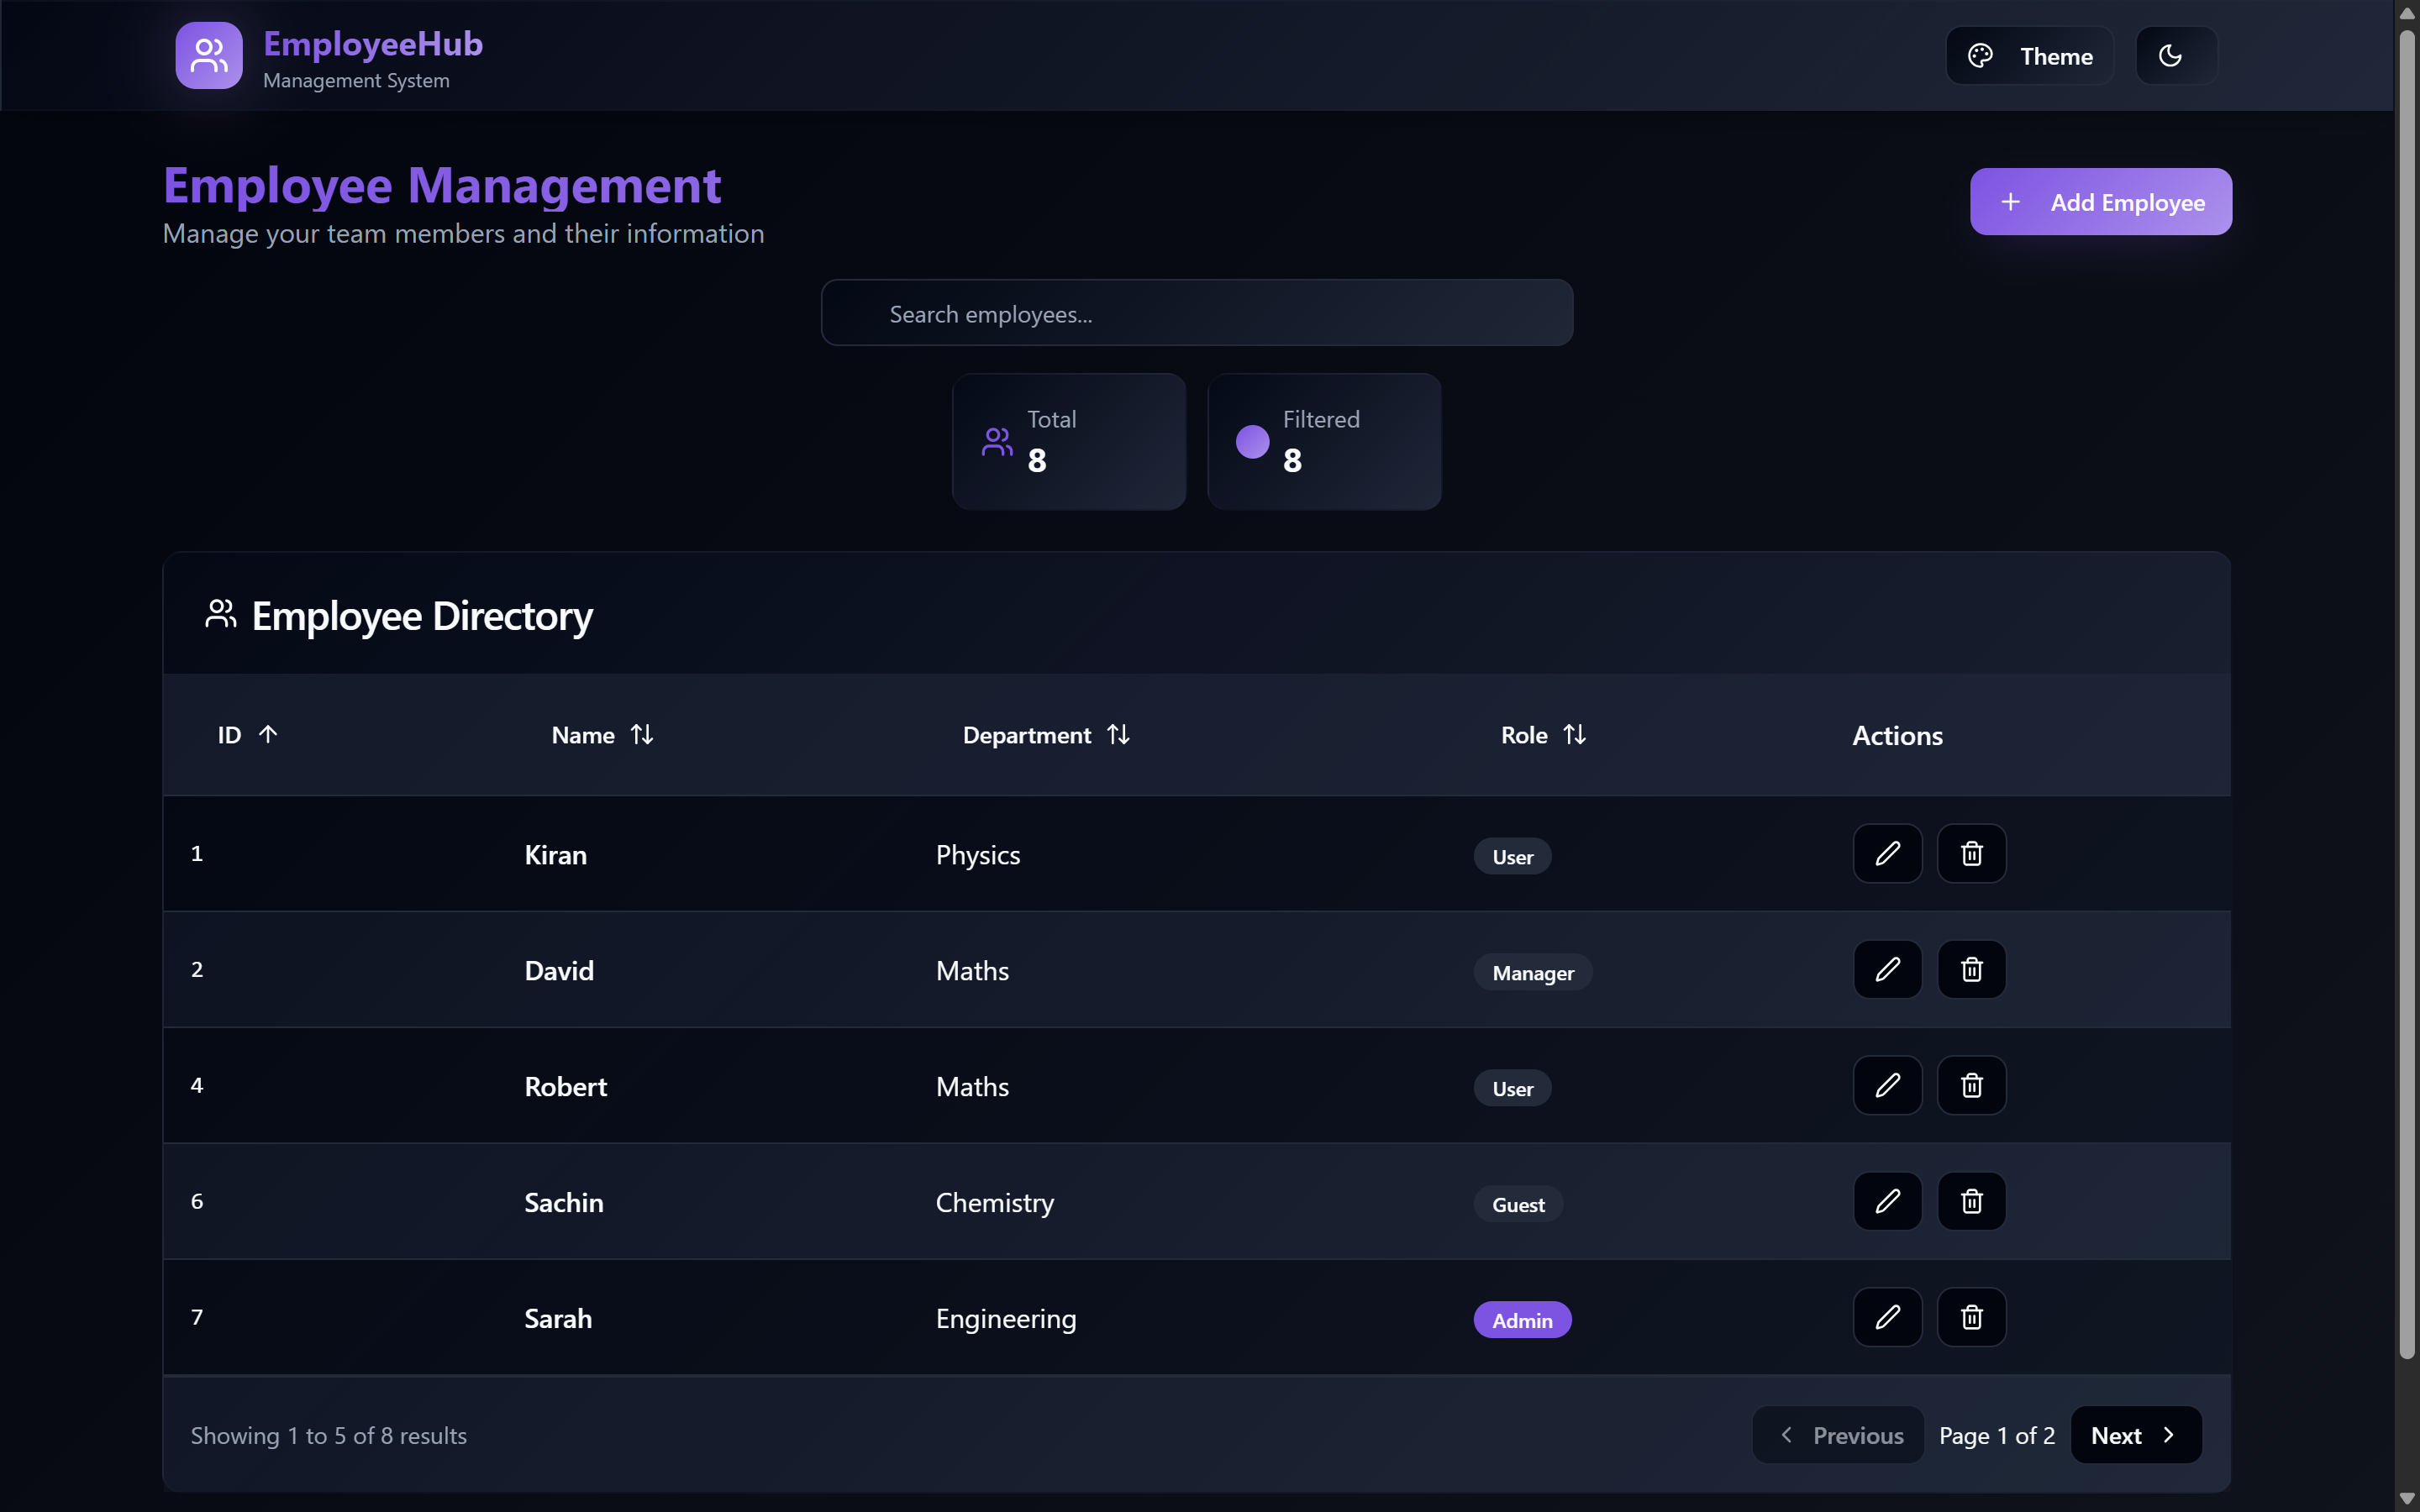 EmployeeHub
Management System
Theme
Employee Management
Manage your team members and their information
Add Employee
Search employees...
Total
8
Filtered
8
Employee Directory
ID Name Department Role Actions
1 Kiran Physics User
2 David Maths Manager
4 Robert Maths User
6 Sachin Chemistry Guest
7 Sarah Engineering Admin
Showing 1 to 5 of 8 results Previous Page 1 of 2 Next